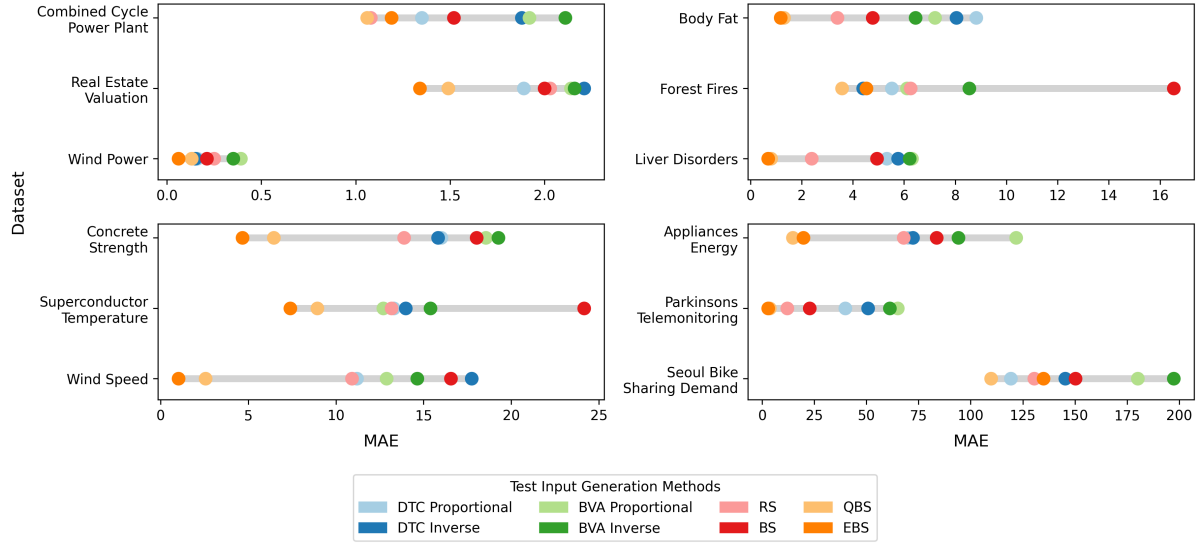 Dataset
Combined Cycle
Power Plant
Real Estate
Valuation
Wind Power
0.0 0.5 1.0 1.5 2.0
Body Fat
Forest Fires
Liver Disorders
0 2 4 6 8 10 12 14 16
Concrete
Strength
Superconductor
Temperature
Wind Speed
0 5 10 15 20 25
MAE
Appliances
Energy
Parkinsons
Telemonitoring
Seoul Bike
Sharing Demand
0 25 50 75 100 125 150 175 200
MAE
Test Input Generation Methods
DTC Proportional BVA Proportional RS QBS
DTC Inverse BVA Inverse BS EBS